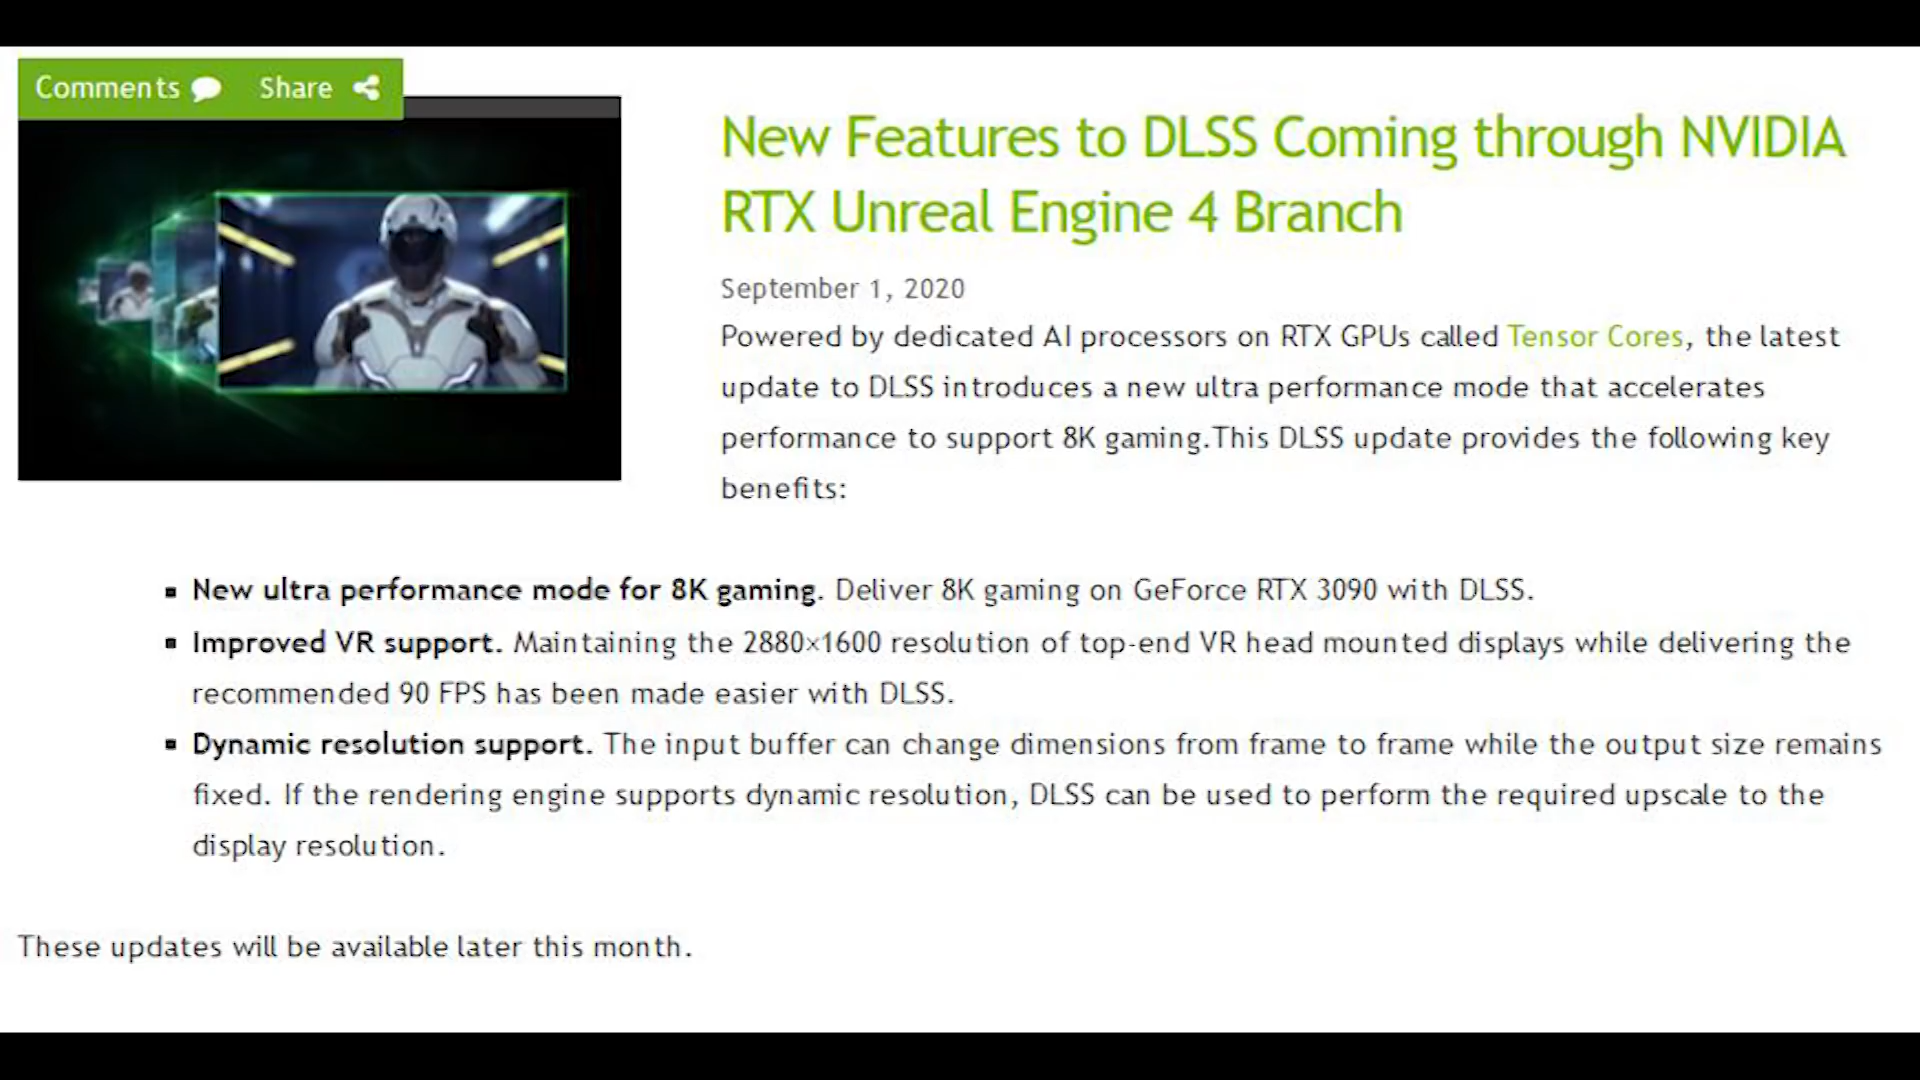 Comments Share
New Features to DLSS Coming through NVIDIA
RTX Unreal Engine 4 Branch
September 1, 2020
Powered by dedicated AI processors on RTX GPUs called Tensor Cores, the latest
update to DLSS introduces a new ultra performance mode that accelerates
performance to support 8K gaming.This DLSS update provides the following key
benefits:
▪ New ultra performance mode for 8K gaming. Deliver 8K gaming on GeForce RTX 3090 with DLSS.
▪ Improved VR support. Maintaining the 2880×1600 resolution of top-end VR head mounted displays while delivering the
recommended 90 FPS has been made easier with DLSS.
▪ Dynamic resolution support. The input buffer can change dimensions from frame to frame while the output size remains
fixed. If the rendering engine supports dynamic resolution, DLSS can be used to perform the required upscale to the
display resolution.
These updates will be available later this month.